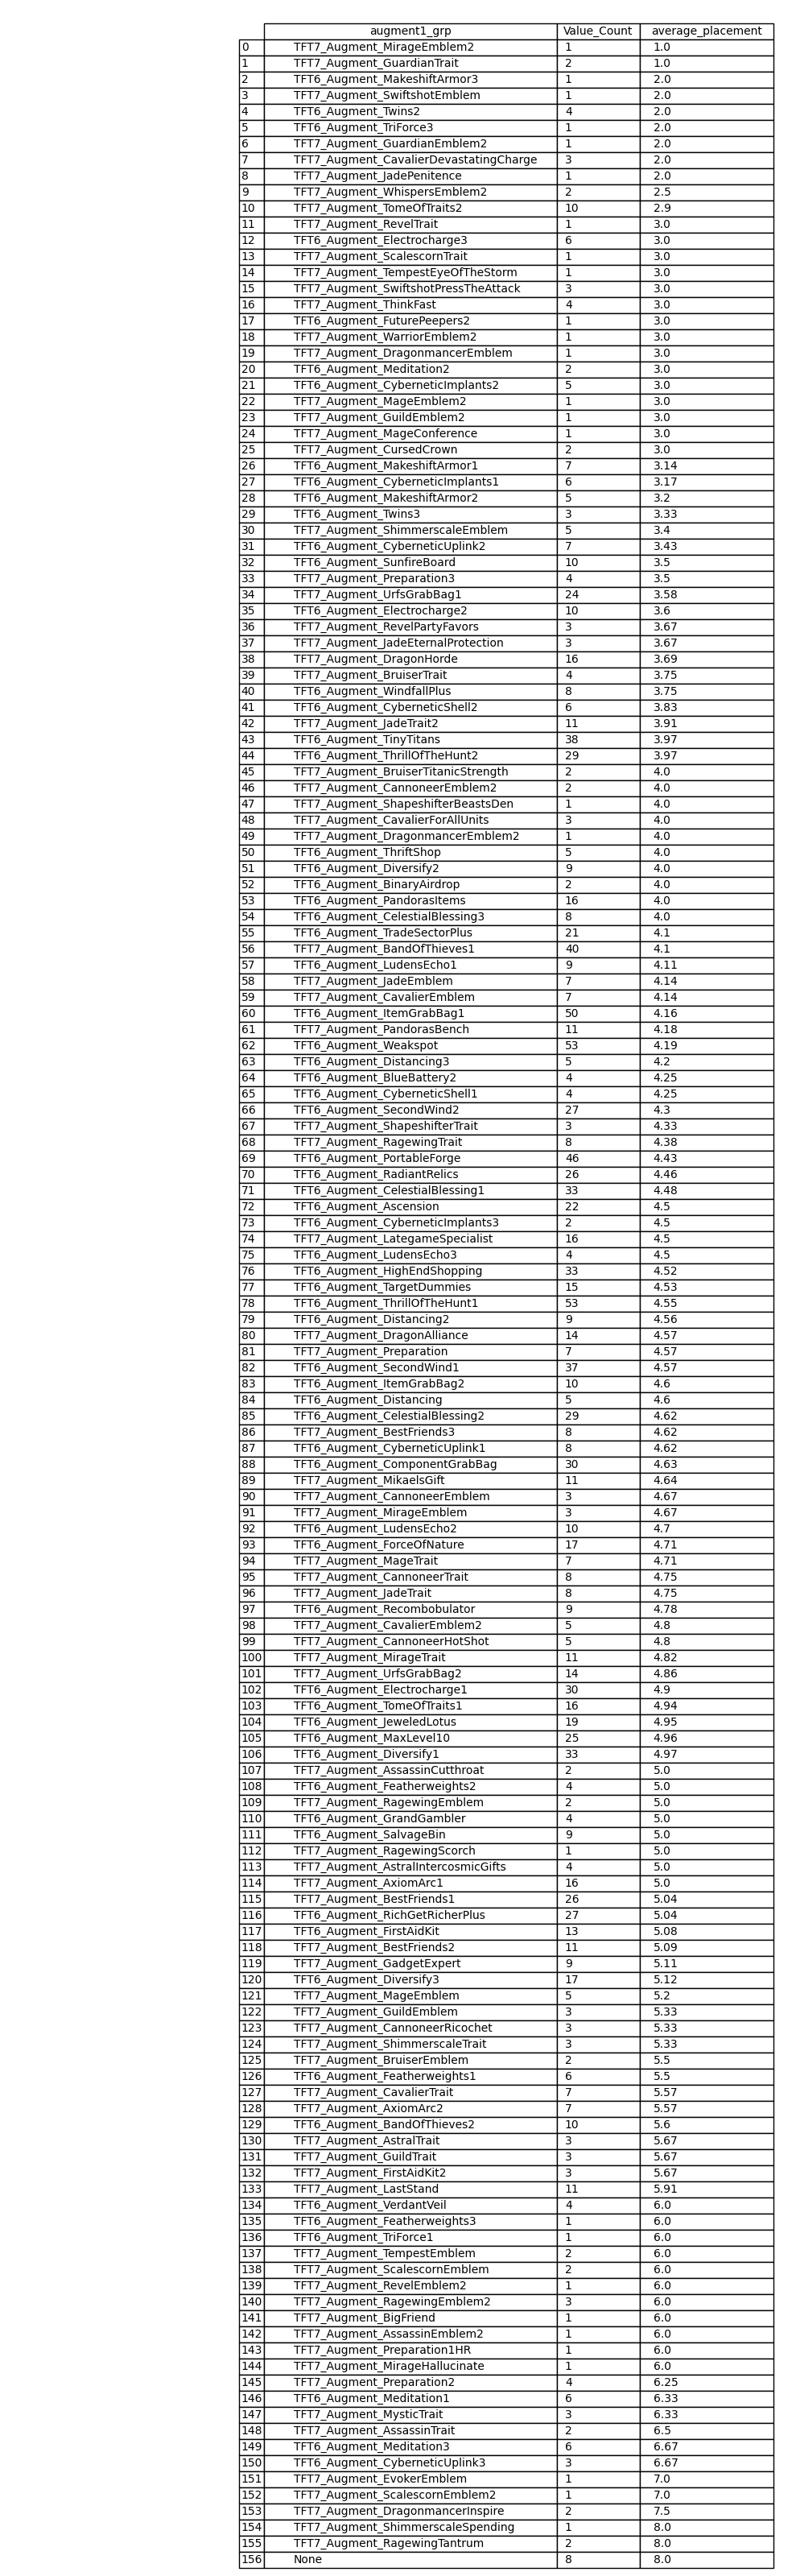 augment1_grp Value_Count average_placement
0 TFT7_Augment_MirageEmblem2 1 1.0
1 TFT7_Augment_GuardianTrait 2 1.0
2 TFT6_Augment_MakeshiftArmor3 1 2.0
3 TFT7_Augment_SwiftshotEmblem 1 2.0
4 TFT6_Augment_Twins2 4 2.0
5 TFT6_Augment_TriForce3 1 2.0
6 TFT7_Augment_GuardianEmblem2 1 2.0
7 TFT7_Augment_CavalierDevastatingCharge 3 2.0
8 TFT7_Augment_JadePenitence 1 2.0
9 TFT7_Augment_WhispersEmblem2 2 2.5
10 TFT7_Augment_TomeOfTraits2 10 2.9
11 TFT7_Augment_RevelTrait 1 3.0
12 TFT6_Augment_Electrocharge3 6 3.0
13 TFT7_Augment_ScalescornTrait 1 3.0
14 TFT7_Augment_TempestEyeOfTheStorm 1 3.0
15 TFT7_Augment_SwiftshotPressTheAttack 3 3.0
16 TFT7_Augment_ThinkFast 4 3.0
17 TFT6_Augment_FuturePeepers2 1 3.0
18 TFT7_Augment_WarriorEmblem2 1 3.0
19 TFT7_Augment_DragonmancerEmblem 1 3.0
20 TFT6_Augment_Meditation2 2 3.0
21 TFT6_Augment_CyberneticImplants2 5 3.0
22 TFT7_Augment_MageEmblem2 1 3.0
23 TFT7_Augment_GuildEmblem2 1 3.0
24 TFT7_Augment_MageConference 1 3.0
25 TFT7_Augment_CursedCrown 2 3.0
26 TFT6_Augment_MakeshiftArmor1 7 3.14
27 TFT6_Augment_CyberneticImplants1 6 3.17
28 TFT6_Augment_MakeshiftArmor2 5 3.2
29 TFT6_Augment_Twins3 3 3.33
30 TFT7_Augment_ShimmerscaleEmblem 5 3.4
31 TFT6_Augment_CyberneticUplink2 7 3.43
32 TFT6_Augment_SunfireBoard 10 3.5
33 TFT7_Augment_Preparation3 4 3.5
34 TFT7_Augment_UrfsGrabBag1 24 3.58
35 TFT6_Augment_Electrocharge2 10 3.6
36 TFT7_Augment_RevelPartyFavors 3 3.67
37 TFT7_Augment_JadeEternalProtection 3 3.67
38 TFT7_Augment_DragonHorde 16 3.69
39 TFT7_Augment_BruiserTrait 4 3.75
40 TFT6_Augment_WindfallPlus 8 3.75
41 TFT6_Augment_CyberneticShell2 6 3.83
42 TFT7_Augment_JadeTrait2 11 3.91
43 TFT6_Augment_TinyTitans 38 3.97
44 TFT6_Augment_ThrillOfTheHunt2 29 3.97
45 TFT7_Augment_BruiserTitanicStrength 2 4.0
46 TFT7_Augment_CannoneerEmblem2 2 4.0
47 TFT7_Augment_ShapeshifterBeastsDen 1 4.0
48 TFT7_Augment_CavalierForAllUnits 3 4.0
49 TFT7_Augment_DragonmancerEmblem2 1 4.0
50 TFT6_Augment_ThriftShop 5 4.0
51 TFT6_Augment_Diversify2 9 4.0
52 TFT6_Augment_BinaryAirdrop 2 4.0
53 TFT6_Augment_PandorasItems 16 4.0
54 TFT6_Augment_CelestialBlessing3 8 4.0
55 TFT6_Augment_TradeSectorPlus 21 4.1
56 TFT7_Augment_BandOfThieves1 40 4.1
57 TFT6_Augment_LudensEcho1 9 4.11
58 TFT7_Augment_JadeEmblem 7 4.14
59 TFT7_Augment_CavalierEmblem 7 4.14
60 TFT6_Augment_ItemGrabBag1 50 4.16
61 TFT7_Augment_PandorasBench 11 4.18
62 TFT6_Augment_Weakspot 53 4.19
63 TFT6_Augment_Distancing3 5 4.2
64 TFT6_Augment_BlueBattery2 4 4.25
65 TFT6_Augment_CyberneticShell1 4 4.25
66 TFT6_Augment_SecondWind2 27 4.3
67 TFT7_Augment_ShapeshifterTrait 3 4.33
68 TFT7_Augment_RagewingTrait 8 4.38
69 TFT6_Augment_PortableForge 46 4.43
70 TFT6_Augment_RadiantRelics 26 4.46
71 TFT6_Augment_CelestialBlessing1 33 4.48
72 TFT6_Augment_Ascension 22 4.5
73 TFT6_Augment_CyberneticImplants3 2 4.5
74 TFT7_Augment_LategameSpecialist 16 4.5
75 TFT6_Augment_LudensEcho3 4 4.5
76 TFT6_Augment_HighEndShopping 33 4.52
77 TFT6_Augment_TargetDummies 15 4.53
78 TFT6_Augment_ThrillOfTheHunt1 53 4.55
79 TFT6_Augment_Distancing2 9 4.56
80 TFT7_Augment_DragonAlliance 14 4.57
81 TFT7_Augment_Preparation 7 4.57
82 TFT6_Augment_SecondWind1 37 4.57
83 TFT6_Augment_ItemGrabBag2 10 4.6
84 TFT6_Augment_Distancing 5 4.6
85 TFT6_Augment_CelestialBlessing2 29 4.62
86 TFT7_Augment_BestFriends3 8 4.62
87 TFT6_Augment_CyberneticUplink1 8 4.62
88 TFT6_Augment_ComponentGrabBag 30 4.63
89 TFT7_Augment_MikaelsGift 11 4.64
90 TFT7_Augment_CannoneerEmblem 3 4.67
91 TFT7_Augment_MirageEmblem 3 4.67
92 TFT6_Augment_LudensEcho2 10 4.7
93 TFT6_Augment_ForceOfNature 17 4.71
94 TFT7_Augment_MageTrait 7 4.71
95 TFT7_Augment_CannoneerTrait 8 4.75
96 TFT7_Augment_JadeTrait 8 4.75
97 TFT6_Augment_Recombobulator 9 4.78
98 TFT7_Augment_CavalierEmblem2 5 4.8
99 TFT7_Augment_CannoneerHotShot 5 4.8
100 TFT7_Augment_MirageTrait 11 4.82
101 TFT7_Augment_UrfsGrabBag2 14 4.86
102 TFT6_Augment_Electrocharge1 30 4.9
103 TFT6_Augment_TomeOfTraits1 16 4.94
104 TFT6_Augment_JeweledLotus 19 4.95
105 TFT6_Augment_MaxLevel10 25 4.96
106 TFT6_Augment_Diversify1 33 4.97
107 TFT7_Augment_AssassinCutthroat 2 5.0
108 TFT6_Augment_Featherweights2 4 5.0
109 TFT7_Augment_RagewingEmblem 2 5.0
110 TFT6_Augment_GrandGambler 4 5.0
111 TFT6_Augment_SalvageBin 9 5.0
112 TFT7_Augment_RagewingScorch 1 5.0
113 TFT7_Augment_AstralIntercosmicGifts 4 5.0
114 TFT7_Augment_AxiomArc1 16 5.0
115 TFT7_Augment_BestFriends1 26 5.04
116 TFT6_Augment_RichGetRicherPlus 27 5.04
117 TFT6_Augment_FirstAidKit 13 5.08
118 TFT7_Augment_BestFriends2 11 5.09
119 TFT7_Augment_GadgetExpert 9 5.11
120 TFT6_Augment_Diversify3 17 5.12
121 TFT7_Augment_MageEmblem 5 5.2
122 TFT7_Augment_GuildEmblem 3 5.33
123 TFT7_Augment_CannoneerRicochet 3 5.33
124 TFT7_Augment_ShimmerscaleTrait 3 5.33
125 TFT7_Augment_BruiserEmblem 2 5.5
126 TFT6_Augment_Featherweights1 6 5.5
127 TFT7_Augment_CavalierTrait 7 5.57
128 TFT7_Augment_AxiomArc2 7 5.57
129 TFT6_Augment_BandOfThieves2 10 5.6
130 TFT7_Augment_AstralTrait 3 5.67
131 TFT7_Augment_GuildTrait 3 5.67
132 TFT7_Augment_FirstAidKit2 3 5.67
133 TFT7_Augment_LastStand 11 5.91
134 TFT6_Augment_VerdantVeil 4 6.0
135 TFT6_Augment_Featherweights3 1 6.0
136 TFT6_Augment_TriForce1 1 6.0
137 TFT7_Augment_TempestEmblem 2 6.0
138 TFT7_Augment_ScalescornEmblem 2 6.0
139 TFT7_Augment_RevelEmblem2 1 6.0
140 TFT7_Augment_RagewingEmblem2 3 6.0
141 TFT7_Augment_BigFriend 1 6.0
142 TFT7_Augment_AssassinEmblem2 1 6.0
143 TFT7_Augment_Preparation1HR 1 6.0
144 TFT7_Augment_MirageHallucinate 1 6.0
145 TFT7_Augment_Preparation2 4 6.25
146 TFT6_Augment_Meditation1 6 6.33
147 TFT7_Augment_MysticTrait 3 6.33
148 TFT7_Augment_AssassinTrait 2 6.5
149 TFT6_Augment_Meditation3 6 6.67
150 TFT6_Augment_CyberneticUplink3 3 6.67
151 TFT7_Augment_EvokerEmblem 1 7.0
152 TFT7_Augment_ScalescornEmblem2 1 7.0
153 TFT7_Augment_DragonmancerInspire 2 7.5
154 TFT7_Augment_ShimmerscaleSpending 1 8.0
155 TFT7_Augment_RagewingTantrum 2 8.0
156 None 8 8.0